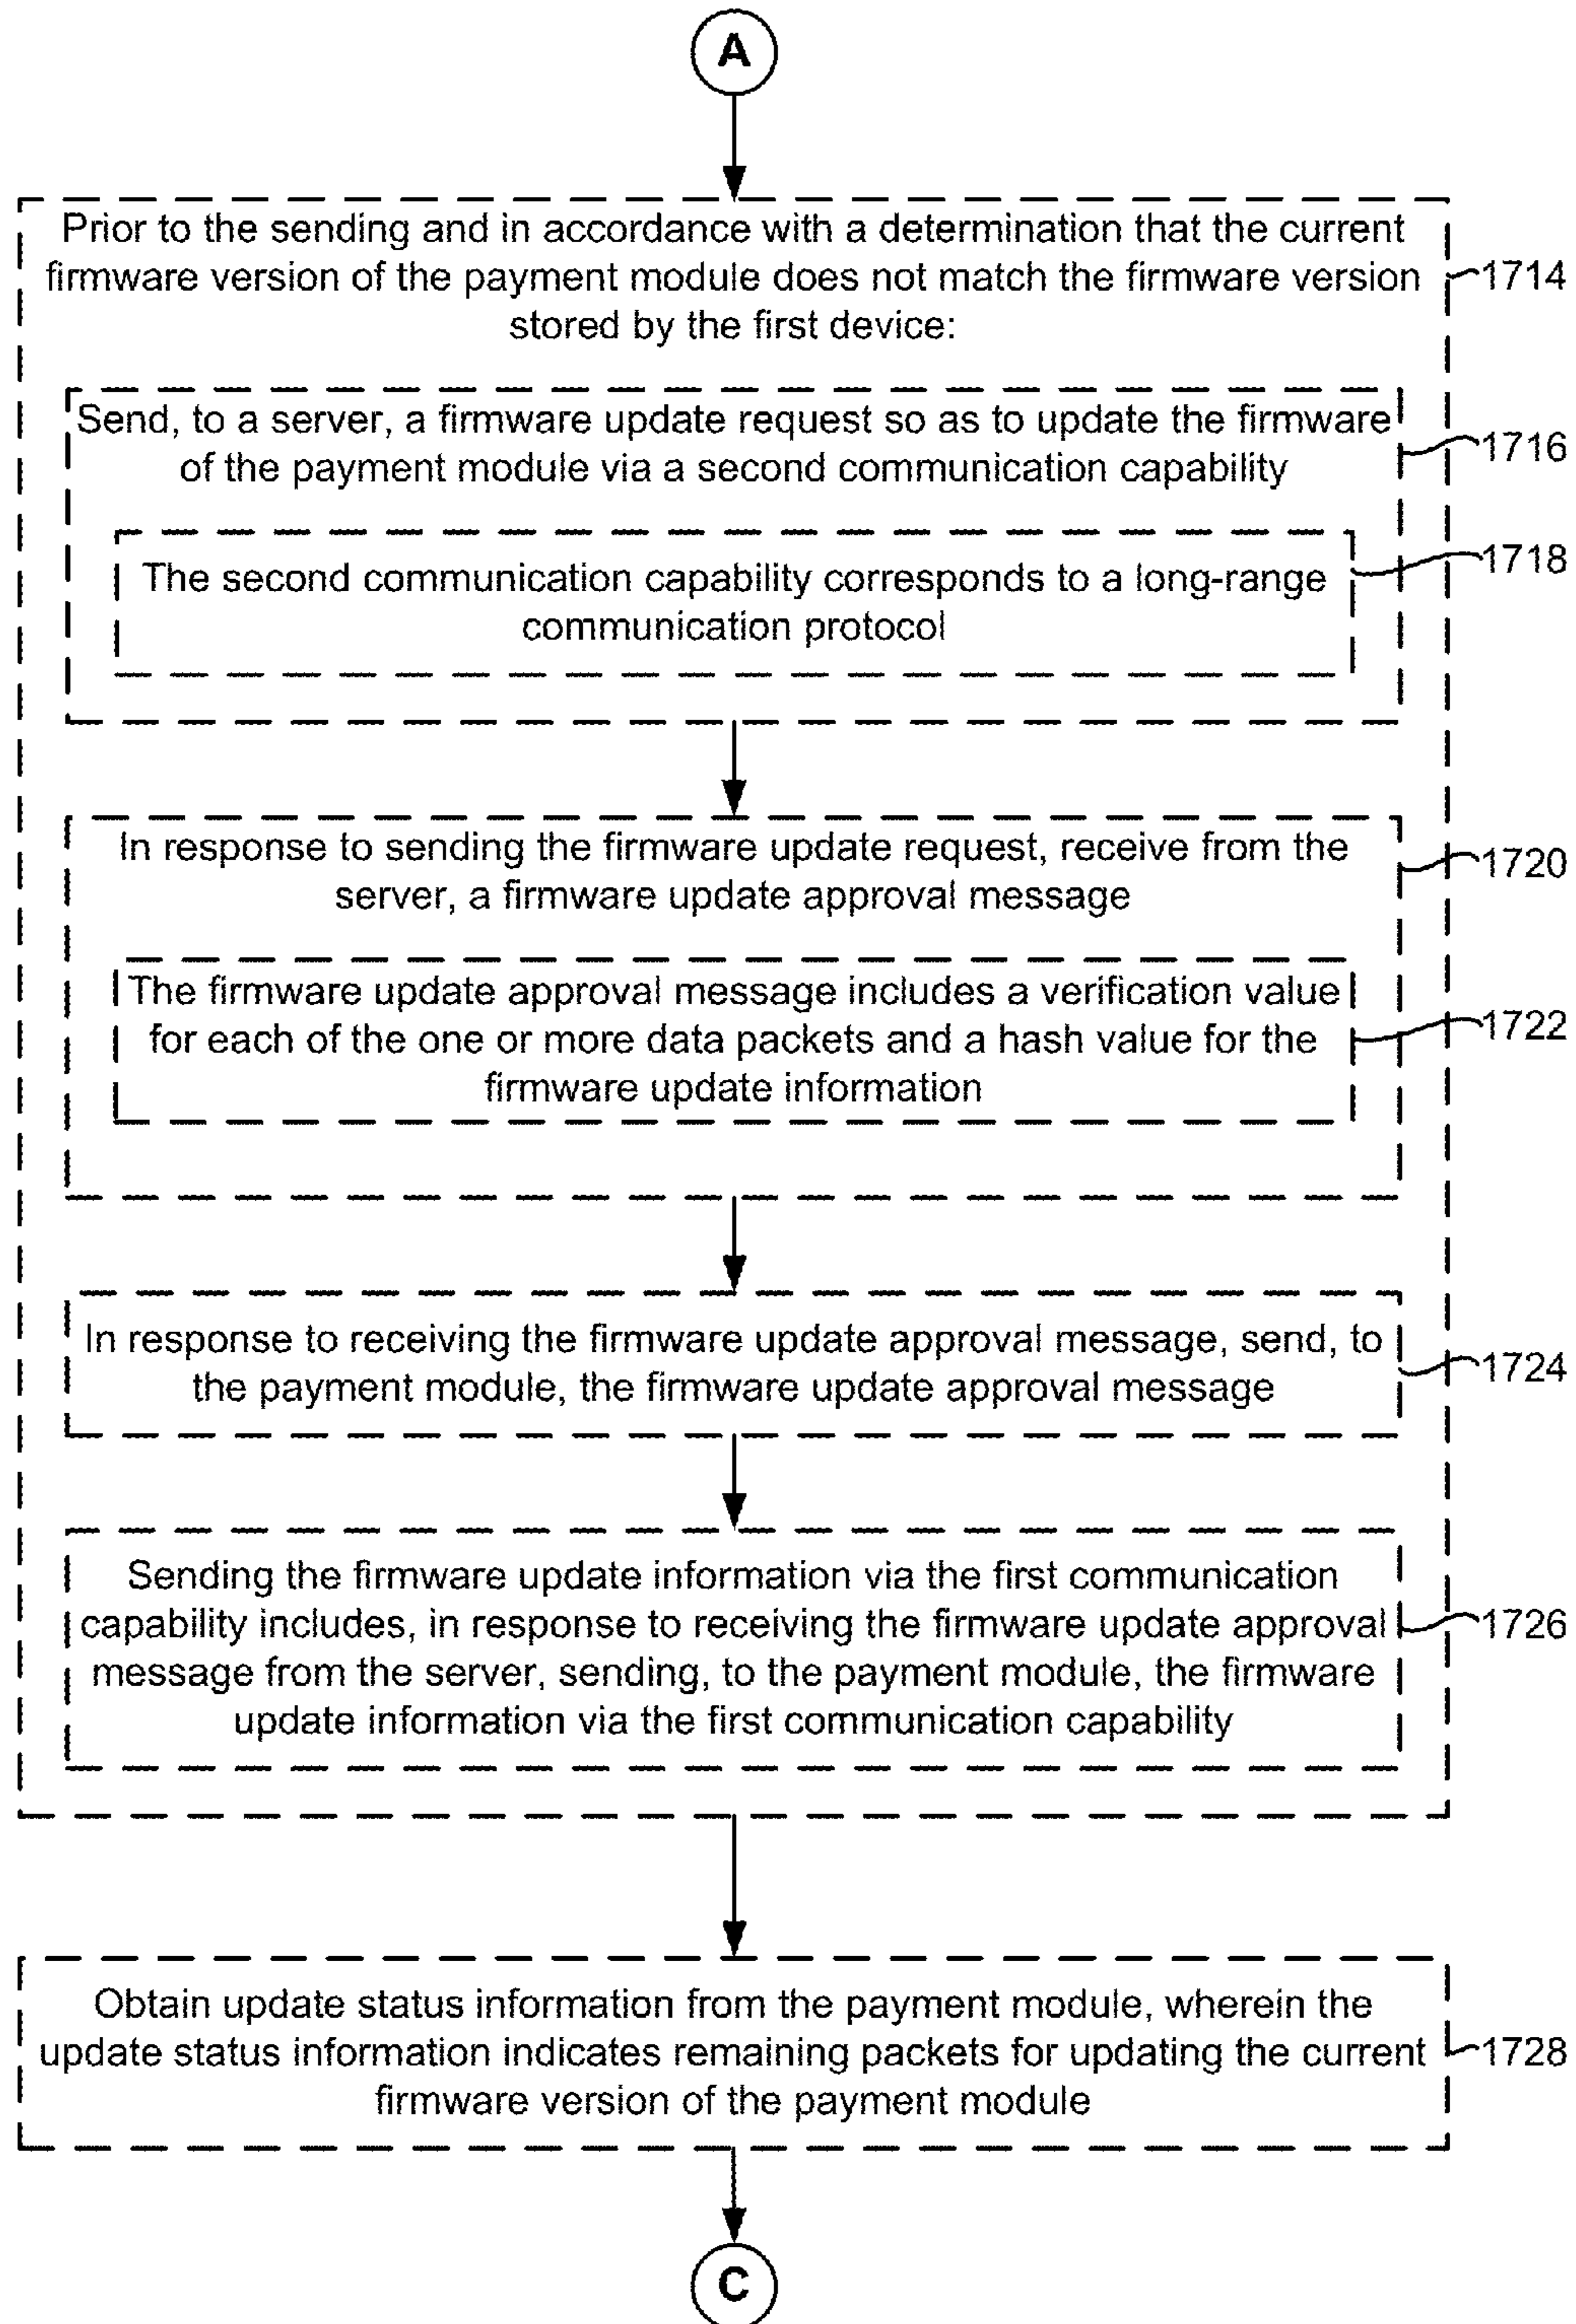 A
Prior to the sending and in accordance with a determination that the current
firmware version of the payment module does not match the firmware version
stored by the first device:
1714
Send, to a server, a firmware update request so as to update the firmware
of the payment module via a second communication capability
1716
The second communication capability corresponds to a long-range
communication protocol
1718
In response to sending the firmware update request, receive from the
server, a firmware update approval message
1720
The firmware update approval message includes a verification value
for each of the one or more data packets and a hash value for the
firmware update information
1722
In response to receiving the firmware update approval message, send, to
the payment module, the firmware update approval message
1724
Sending the firmware update information via the first communication
capability includes, in response to receiving the firmware update approval
message from the server, sending, to the payment module, the firmware
update information via the first communication capability
1726
Obtain update status information from the payment module, wherein the
update status information indicates remaining packets for updating the current
firmware version of the payment module
1728
C